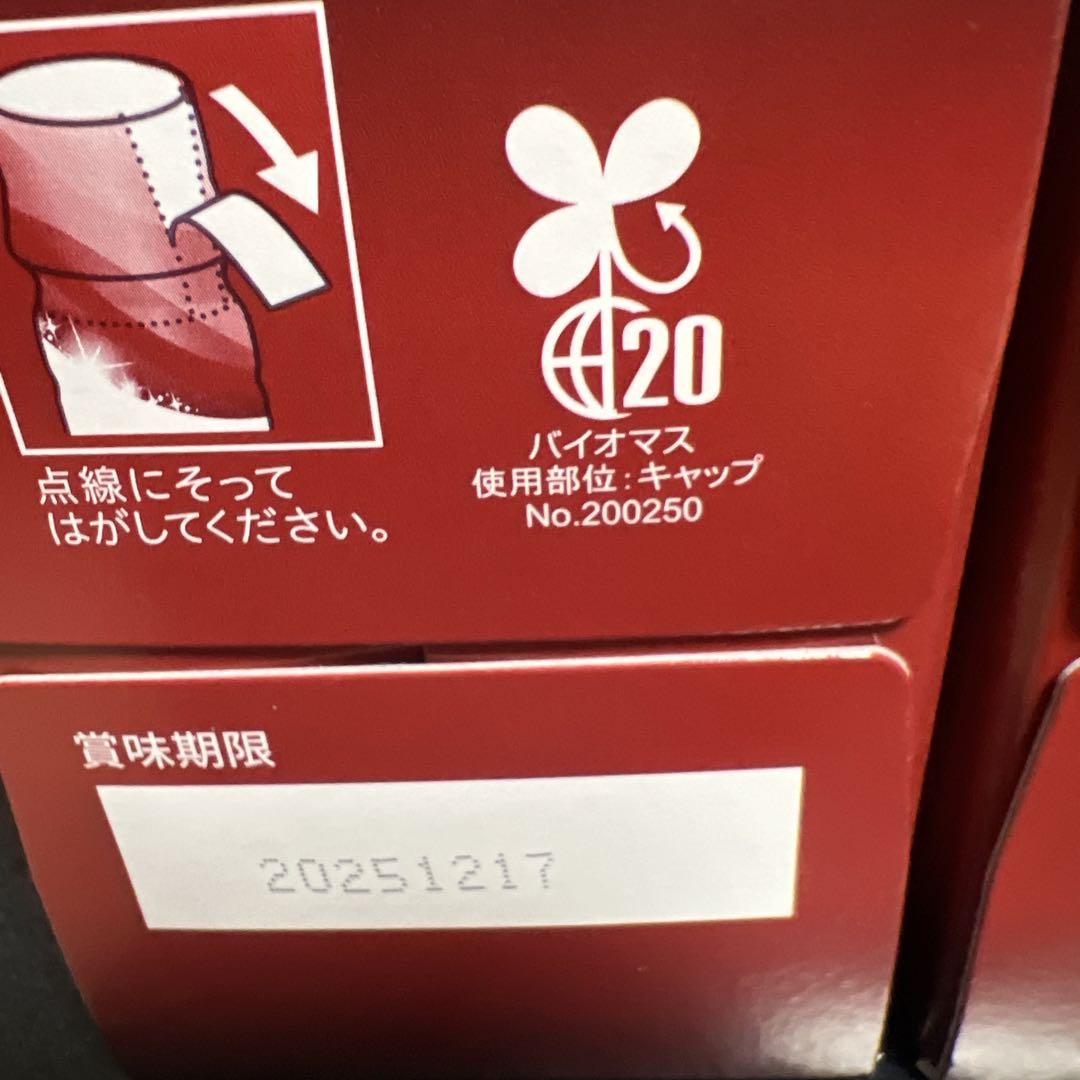 点線にそって
はがしてください。
20
バイオマス
使用部位:キャップ
No.200250
賞味期限
20251217